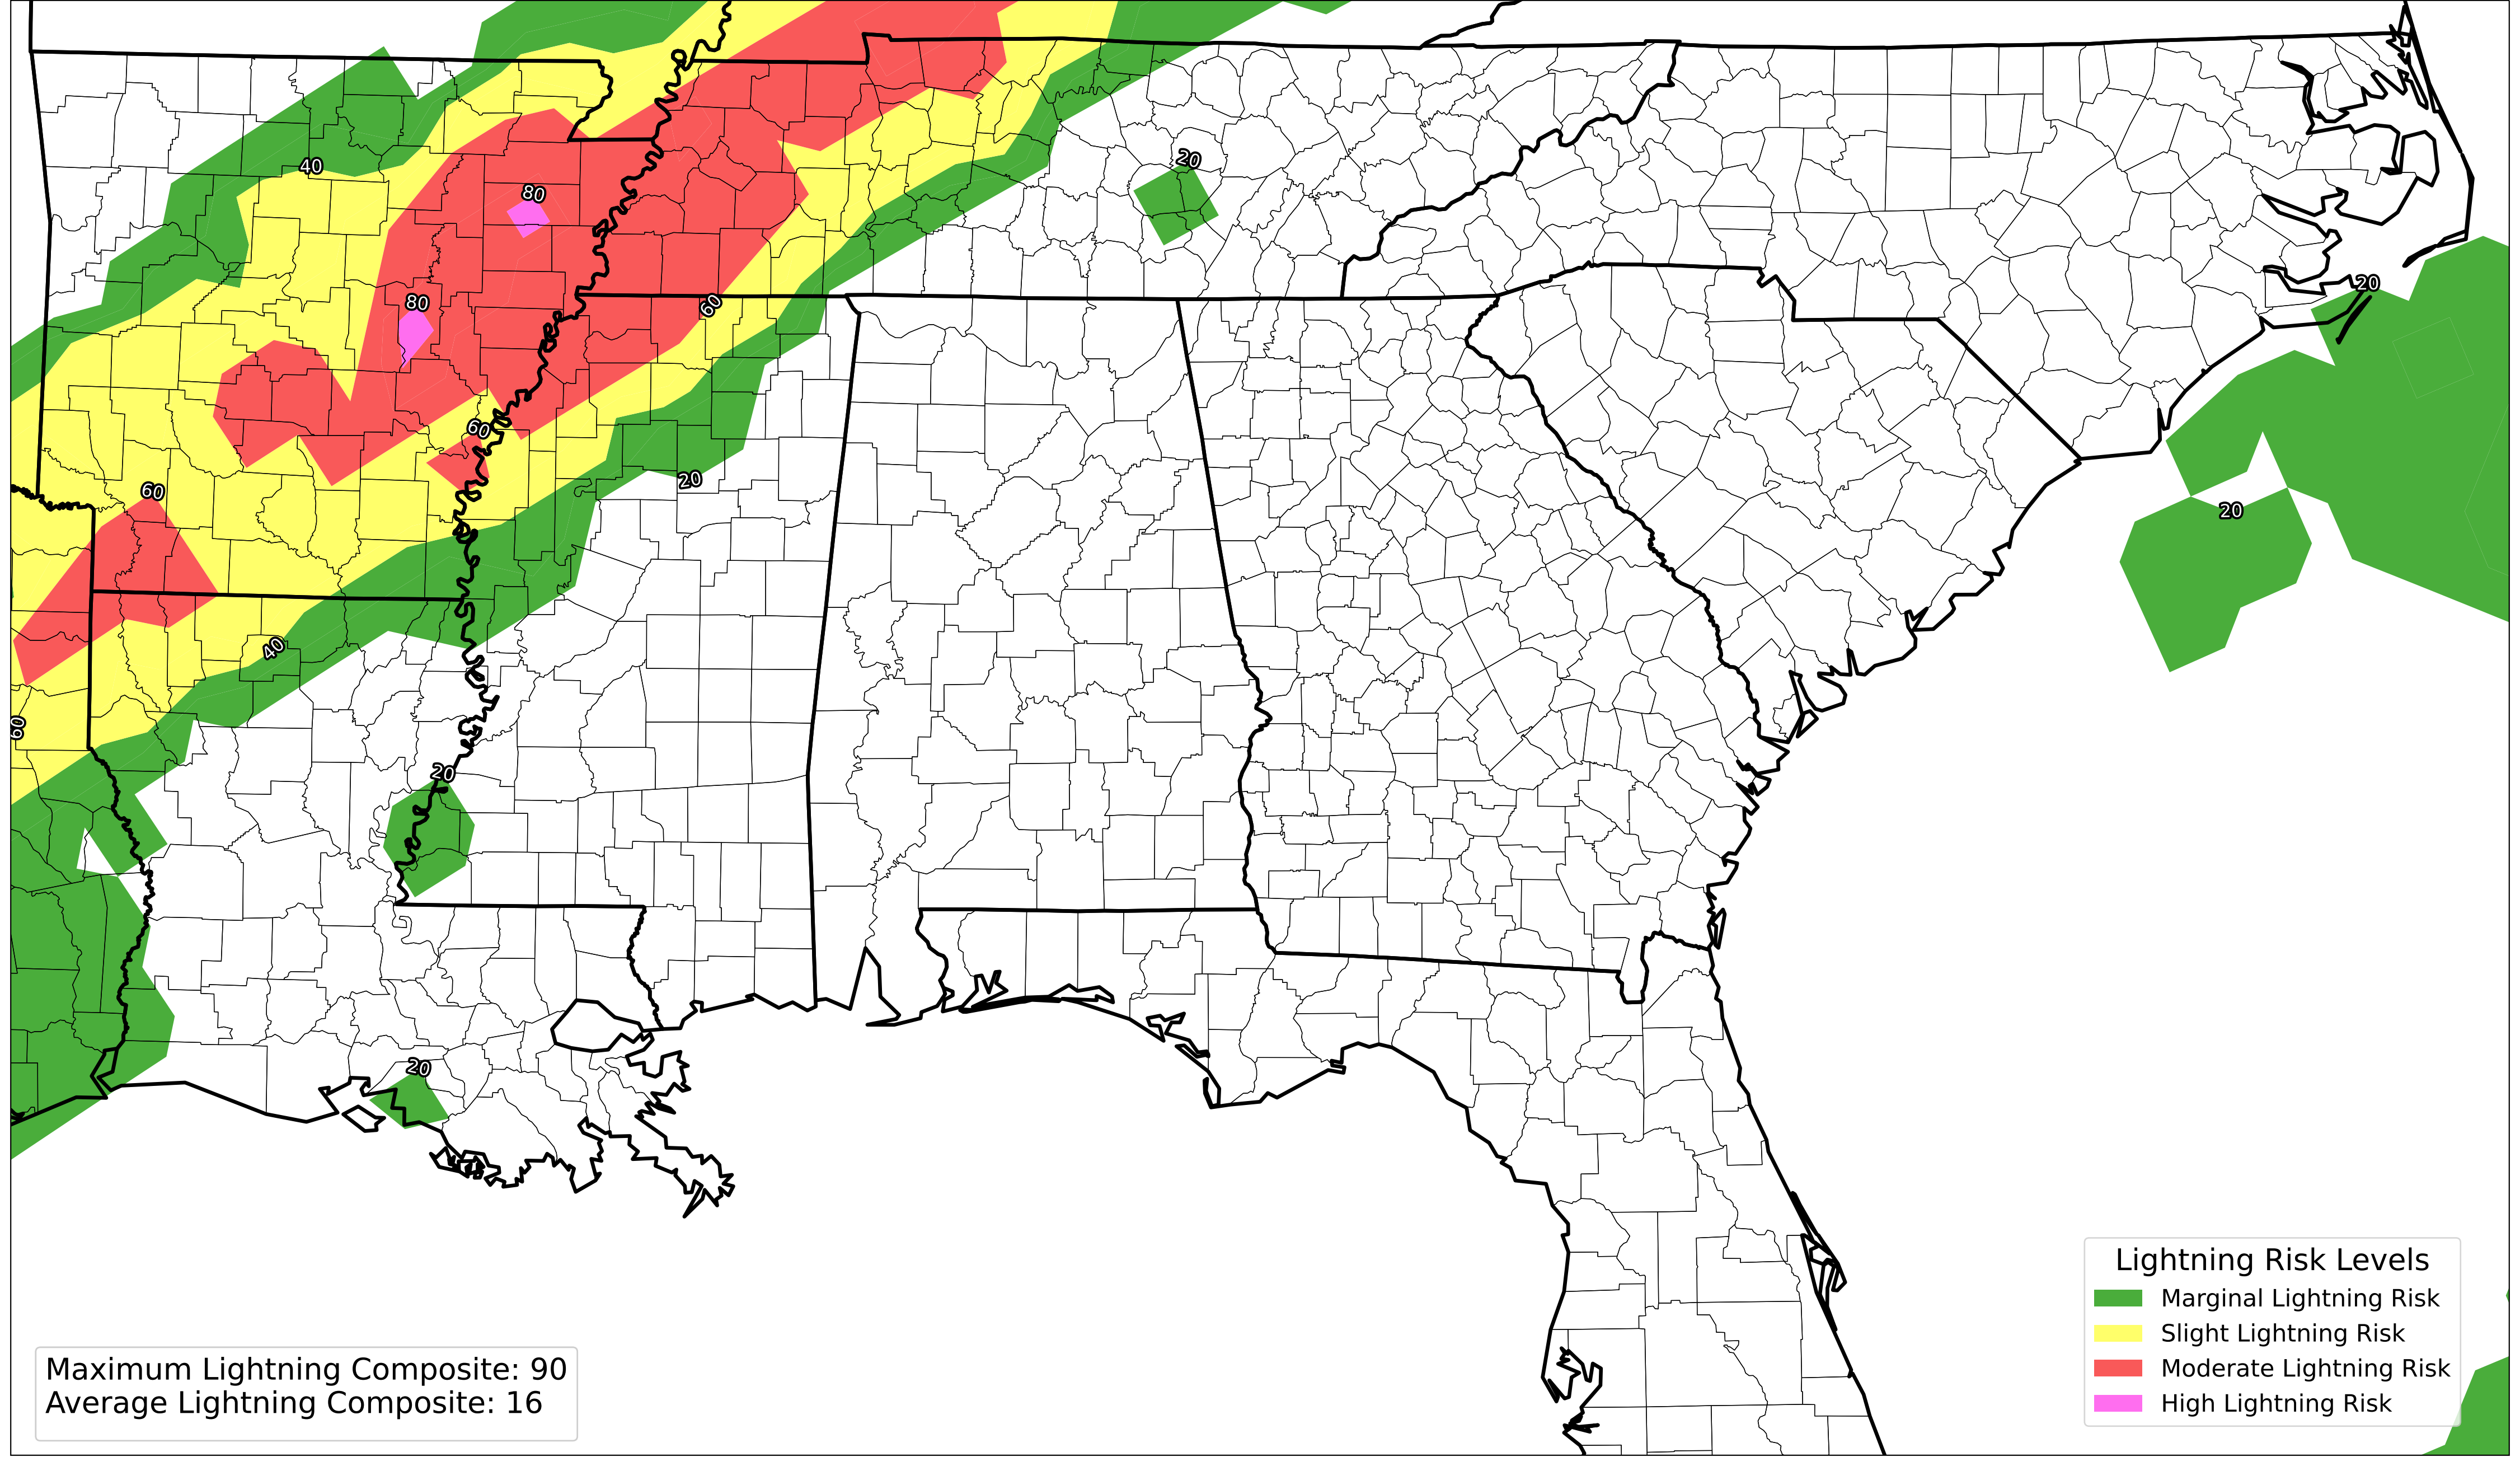 40
20
80
20
80
60
60
20
60
20
40
60
20
20
Lightning Risk Levels
Marginal Lightning Risk
Slight Lightning Risk
Moderate Lightning Risk
High Lightning Risk
Maximum Lightning Composite: 90
Average Lightning Composite: 16